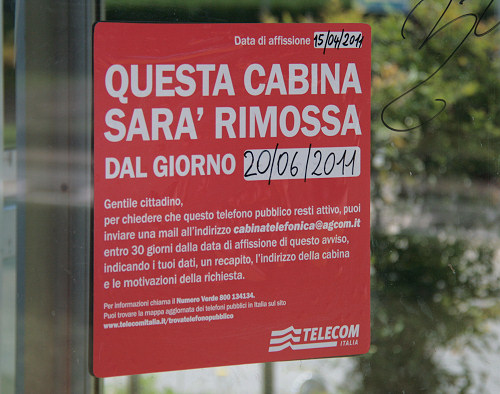 Data di affissione 15/04/2011
QUESTA CABINA
SARA' RIMOSSA
DAL GIORNO 20/06/2011
Gentile cittadino,
per chiedere che questo telefono pubblico resti attivo, puoi
inviare una mail all'indirizzo cabinatelefonica@agcom.it
entro 30 giorni dalla data di affissione di questo avviso,
indicando i tuoi dati, un recapito, l'indirizzo della cabina
e le motivazioni della richiesta.
Per informazioni chiama il Numero Verde 800 134134.
Puoi trovare la mappa aggiornata dei telefoni pubblici in Italia sul sito
www.telecomitalia.it/trovatelefonopubblico
TELECOM
ITALIA